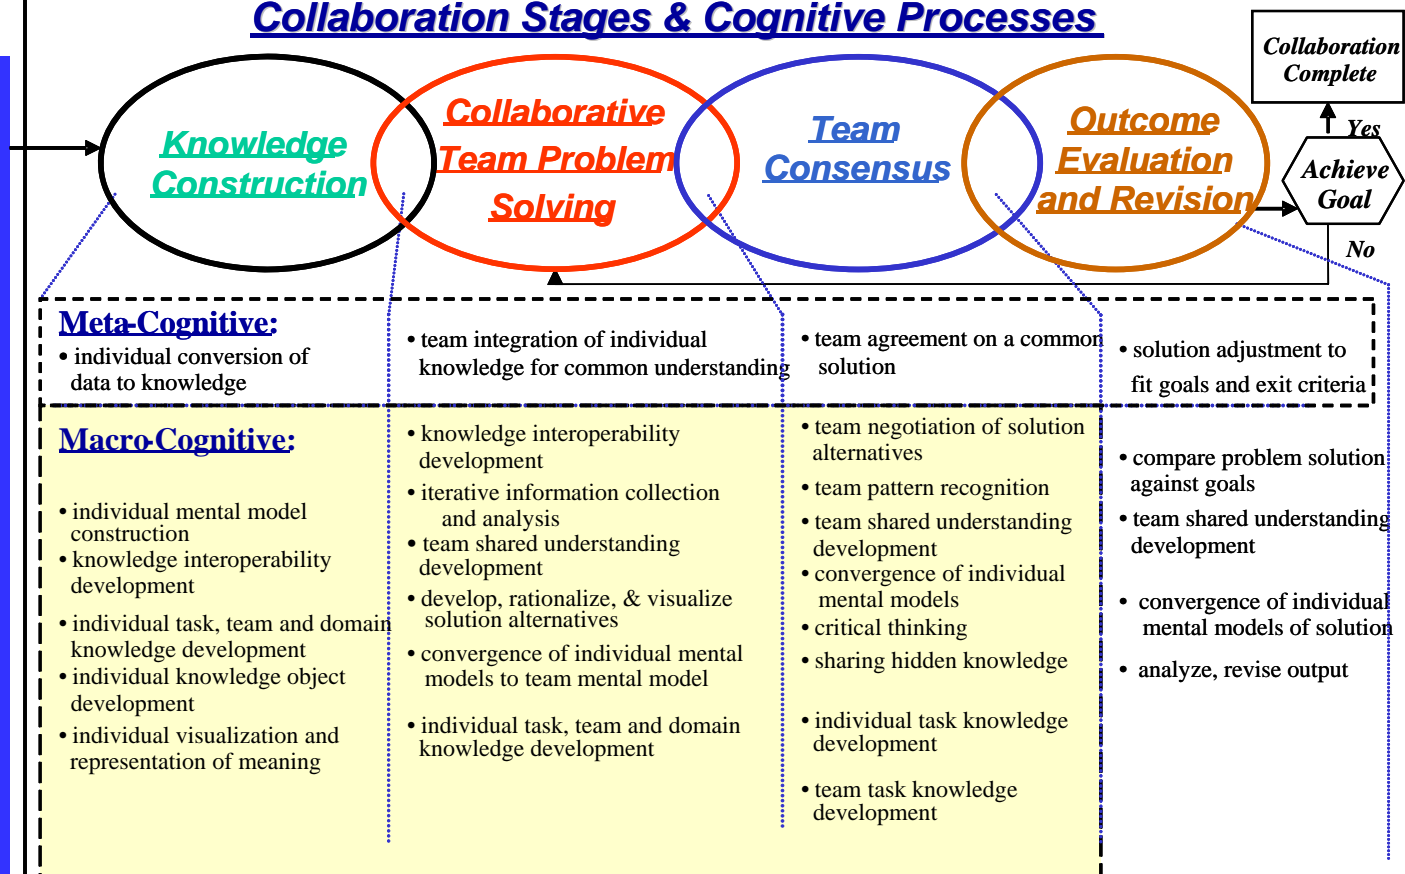 Collaboration Stages & Cognitive Processes
Knowledge
Construction
Collaborative
Team Problem
Solving
Team
Consensus
Outcome
Evaluation
and Revision
Collaboration
Complete
Yes
Achieve
Goal
No
Meta-Cognitive:
• individual conversion of
data to knowledge
• team integration of individual
knowledge for common understanding
• team agreement on a common
solution
• solution adjustment to
fit goals and exit criteria
Macro-Cognitive:
• individual mental model
construction
• knowledge interoperability
development
• individual task, team and domain
knowledge development
• individual knowledge object
development
• individual visualization and
representation of meaning
• knowledge interoperability
development
• iterative information collection
and analysis
• team shared understanding
development
• develop, rationalize, & visualize
solution alternatives
• convergence of individual mental
models to team mental model
• individual task, team and domain
knowledge development
• team negotiation of solution
alternatives
• team pattern recognition
• team shared understanding
development
• convergence of individual
mental models
• critical thinking
• sharing hidden knowledge
• individual task knowledge
development
• team task knowledge
development
• compare problem solution
against goals
• team shared understanding
development
• convergence of individual
mental models of solution
• analyze, revise output